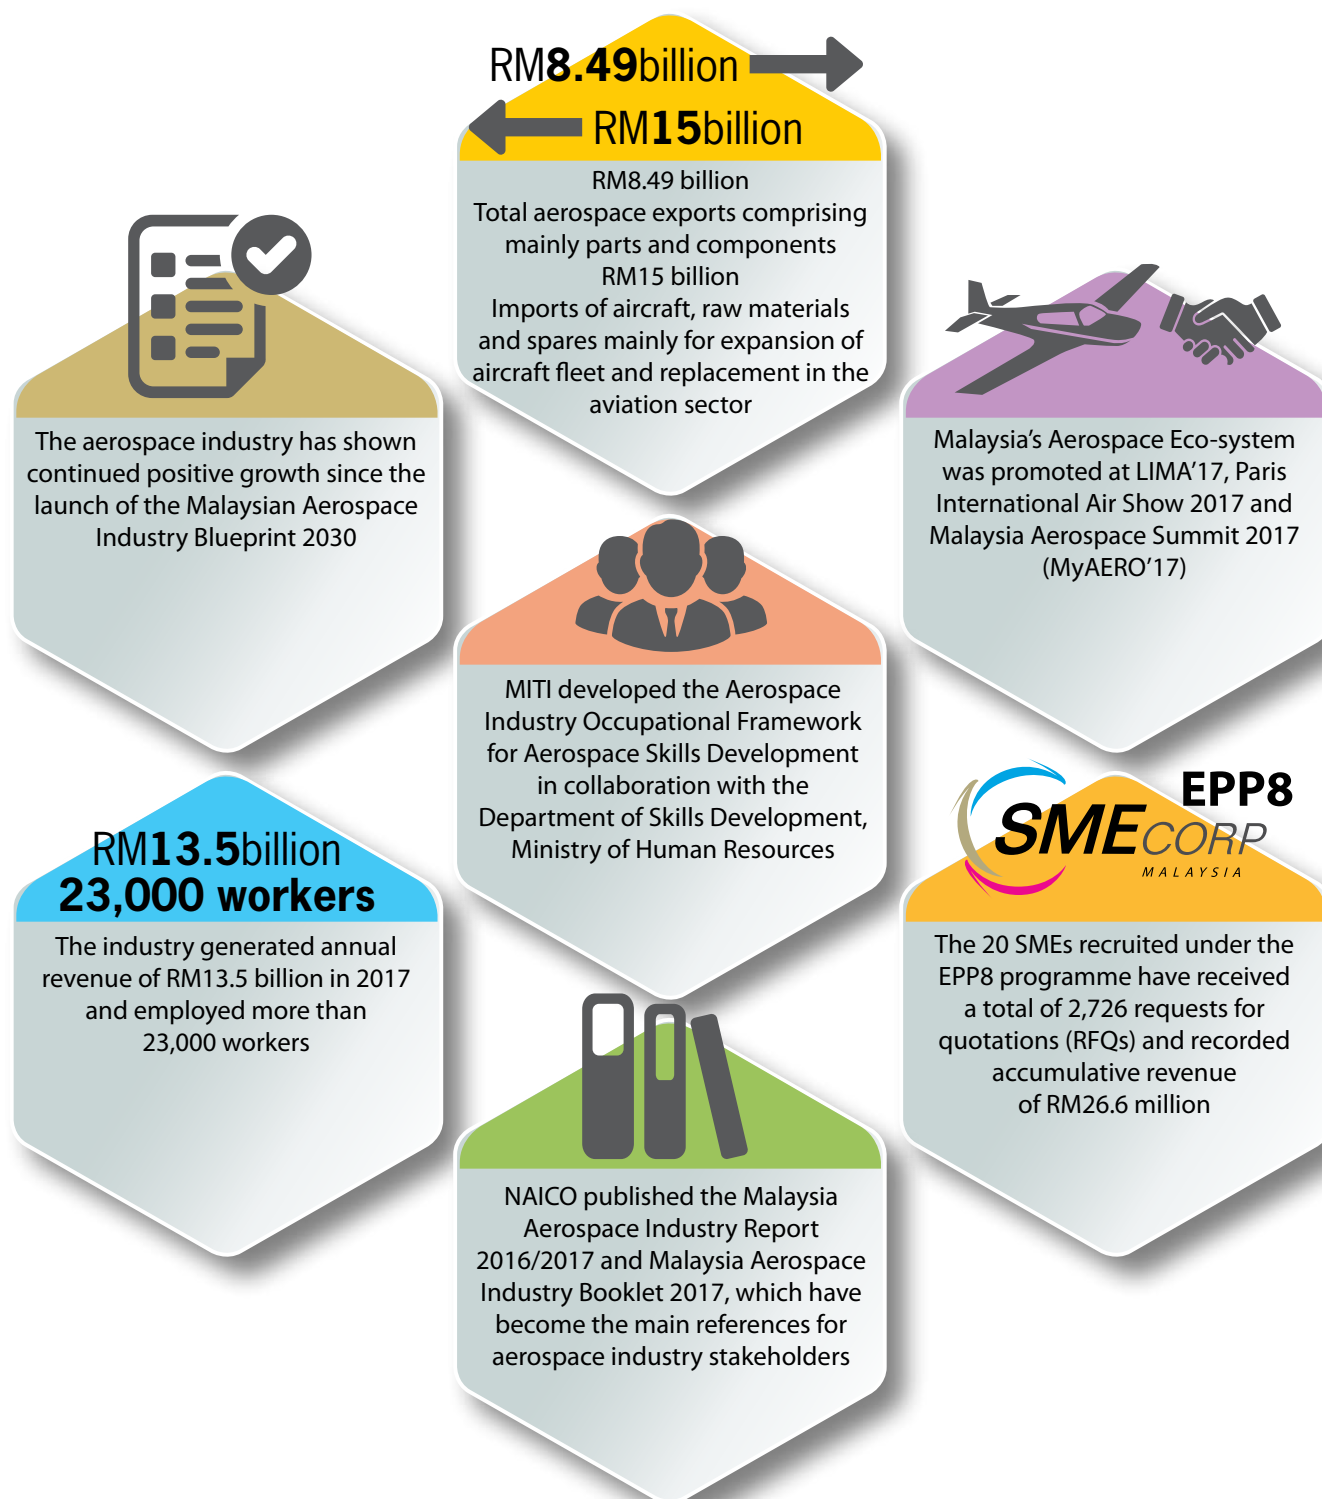 RM8.49billion
RM15billion
RM8.49 billion
Total aerospace exports comprising
mainly parts and components
RM15 billion
Imports of aircraft, raw materials
and spares mainly for expansion of
aircraft fleet and replacement in the
aviation sector
The aerospace industry has shown
continued positive growth since the
launch of the Malaysian Aerospace
Industry Blueprint 2030
Malaysia’s Aerospace Eco-system
was promoted at LIMA’17, Paris
International Air Show 2017 and
Malaysia Aerospace Summit 2017
(MyAERO’17)
MITI developed the Aerospace
Industry Occupational Framework
for Aerospace Skills Development
in collaboration with the
Department of Skills Development,
Ministry of Human Resources
RM13.5billion
23,000 workers
The industry generated annual
revenue of RM13.5 billion in 2017
and employed more than
23,000 workers
EPP8
SMECORP
MALAYSIA
The 20 SMEs recruited under the
EPP8 programme have received
a total of 2,726 requests for
quotations (RFQs) and recorded
accumulative revenue
of RM26.6 million
NAICO published the Malaysia
Aerospace Industry Report
2016/2017 and Malaysia Aerospace
Industry Booklet 2017, which have
become the main references for
aerospace industry stakeholders